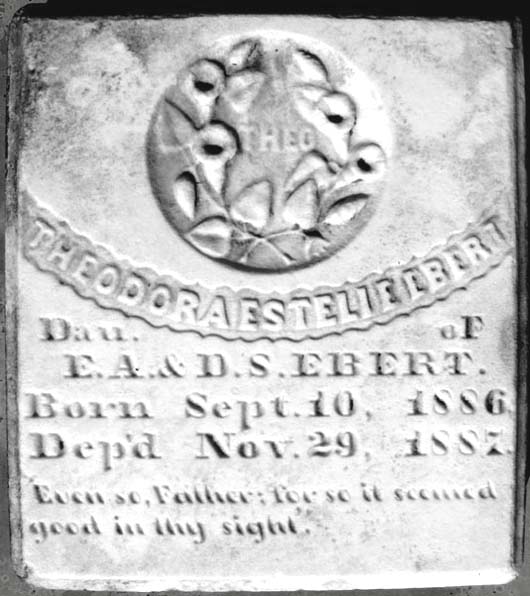 THEO
THEODORA ESTELIE EBERT
Dau. of
E. A. & D. S. EBERT.
Born Sept. 10, 1886.
Dep'd Nov. 29, 1887.
"Even so, Father; for so it seemed
good in thy sight".